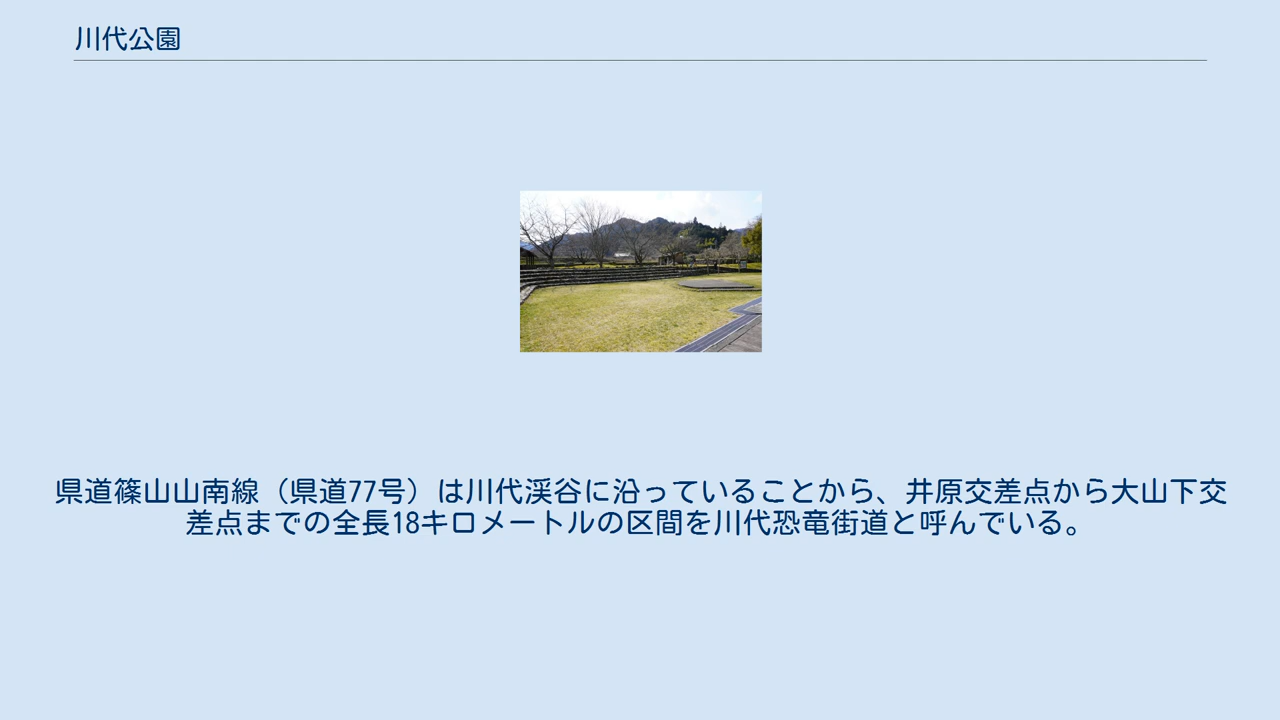 川代公園
県道篠山山南線（県道77号）は川代渓谷に沿っていることから、井原交差点から大山下交
差点までの全長18キロメートルの区間を川代恐竜街道と呼んでいる。